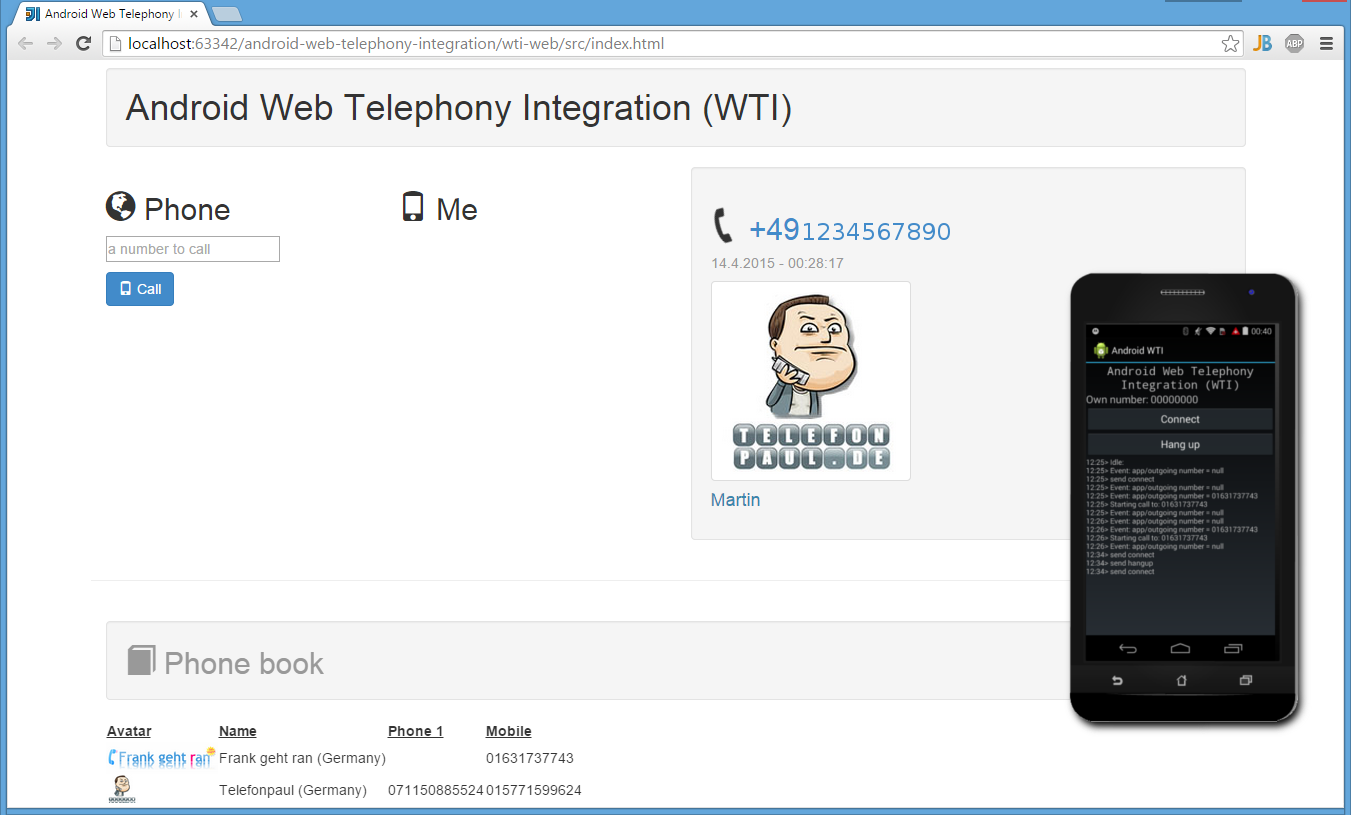 Android Web Telephony I
localhost:63342/android-web-telephony-integration/wti-web/src/index.html
JB
ABP
Android Web Telephony Integration (WTI)
Phone
a number to call
Call
Me
+491234567890
14.4.2015 - 00:28:17
TELEFON
PAUL.DE
Martin
00:40
Android WTI
Android Web Telephony
Integration (WTI)
Own number: 00000000
Connect
Hang up
12:25> Idle:
12:25> Event: app/outgoing number = null
12:25> send connect
12:25> Event: app/outgoing number = null
12:25> Event: app/outgoing number = 01631737743
12:25> Starting call to: 01631737743
12:25> Event: app/outgoing number = null
12:26> Event: app/outgoing number = null
12:26> Event: app/outgoing number = 01631737743
12:26> Starting call to: 01631737743
12:26> Event: app/outgoing number = null
12:34> send connect
12:34> send hangup
12:34> send connect
Phone book
Avatar Name Phone 1 Mobile
Frank geht ran Frank geht ran (Germany) 01631737743
Telefonpaul (Germany) 071150885524 015771599624